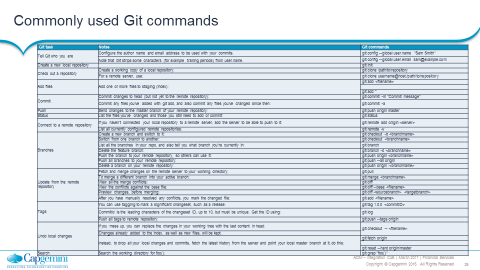 Commonly used Git commands
Git task Notes Git commands
Tell Git who you are Configure the author name and email address to be used with your commits. git config --global user.name "Sam Smith"
Note that Git strips some characters (for example trailing periods) from user.name. git config --global user.email sam@example.com
Create a new local repository git init
Check out a repository Create a working copy of a local repository: git clone /path/to/repository
For a remote server, use: git clone username@host:/path/to/repository
Add files Add one or more files to staging (index): git add <filename>
git add *
Commit Commit changes to head (but not yet to the remote repository): git commit -m "Commit message"
Commit any files you've added with git add, and also commit any files you've changed since then: git commit -a
Push Send changes to the master branch of your remote repository: git push origin master
Status List the files you've changed and those you still need to add or commit: git status
Connect to a remote repository If you haven't connected your local repository to a remote server, add the server to be able to push to it: git remote add origin <server>
List all currently configured remote repositories: git remote -v
Branches Create a new branch and switch to it: git checkout -b <branchname>
Switch from one branch to another: git checkout <branchname>
List all the branches in your repo, and also tell you what branch you're currently in: git branch
Delete the feature branch: git branch -d <branchname>
Push the branch to your remote repository, so others can use it: git push origin <branchname>
Push all branches to your remote repository: git push --all origin
Delete a branch on your remote repository: git push origin :<branchname>
Update from the remote repository Fetch and merge changes on the remote server to your working directory: git pull
To merge a different branch into your active branch: git merge <branchname>
View all the merge conflicts: git diff
View the conflicts against the base file: git diff --base <filename>
Preview changes, before merging: git diff <sourcebranch> <targetbranch>
After you have manually resolved any conflicts, you mark the changed file: git add <filename>
Tags You can use tagging to mark a significant changeset, such as a release: git tag 1.0.0 <commitID>
CommitId is the leading characters of the changeset ID, up to 10, but must be unique. Get the ID using: git log
Push all tags to remote repository: git push --tags origin
Undo local changes If you mess up, you can replace the changes in your working tree with the last content in head: git checkout -- <filename>
Changes already added to the index, as well as new files, will be kept.
Instead, to drop all your local changes and commits, fetch the latest history from the server and point your local master branch at it, do this: git fetch origin
git reset --hard origin/master
Search Search the working directory for foo(): git grep "foo()"
Capgemini
Integration Club | March 2017 | Financial Services
Copyright © Capgemini 2015. All Rights Reserved